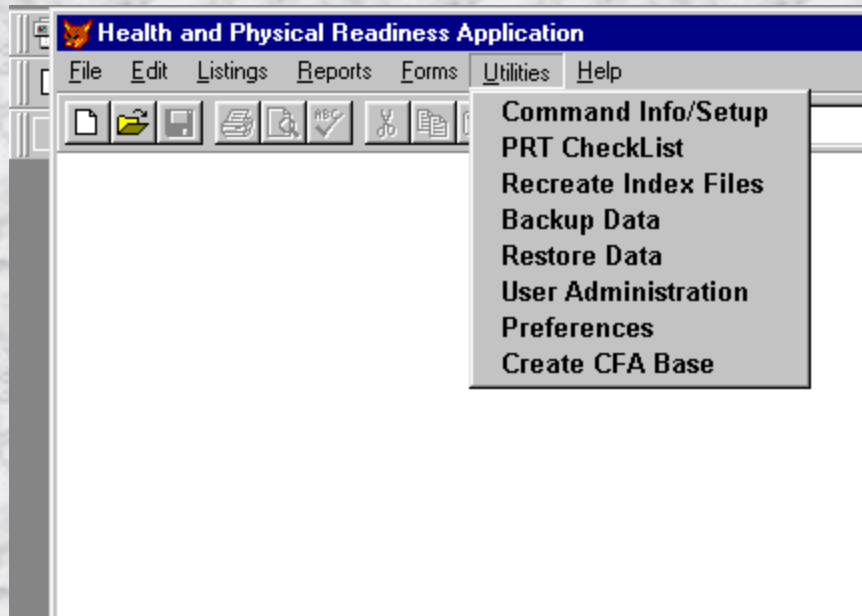 Health and Physical Readiness Application
File Edit Listings Reports Forms Utilities Help
ABC
Command Info/Setup
PRT CheckList
Recreate Index Files
Backup Data
Restore Data
User Administration
Preferences
Create CFA Base